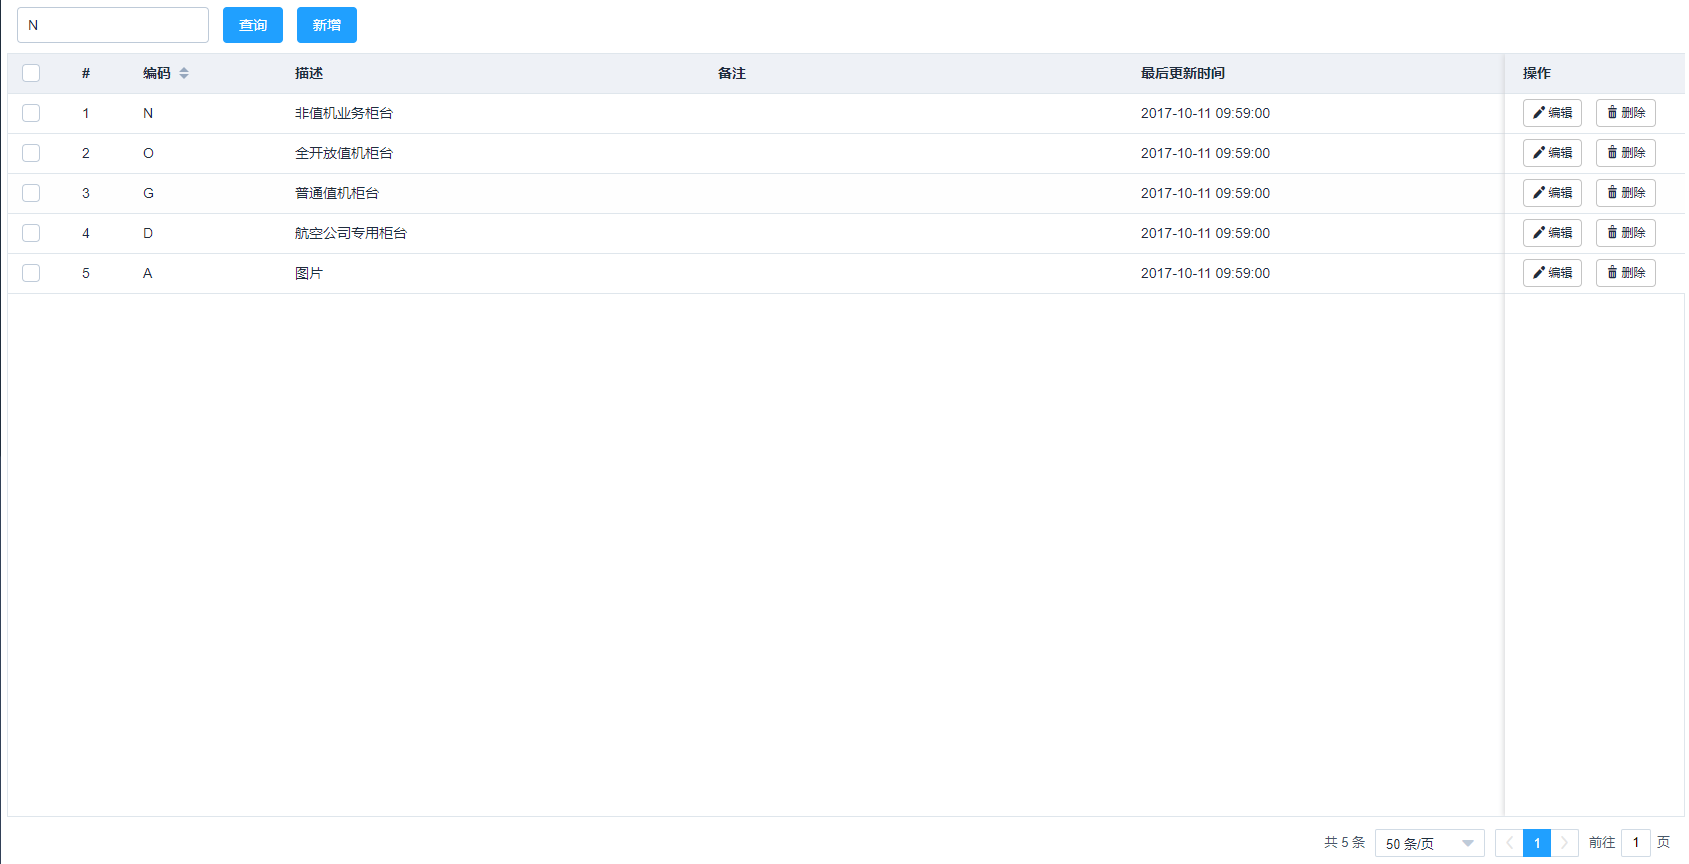 N 查询 新增
# 编码 描述 备注 最后更新时间 操作
1 N 非值机业务柜台 2017-10-11 09:59:00 编辑 删除
2 O 全开放值机柜台 2017-10-11 09:59:00 编辑 删除
3 G 普通值机柜台 2017-10-11 09:59:00 编辑 删除
4 D 航空公司专用柜台 2017-10-11 09:59:00 编辑 删除
5 A 图片 2017-10-11 09:59:00 编辑 删除
共 5 条 50 条/页 1 前往 1 页